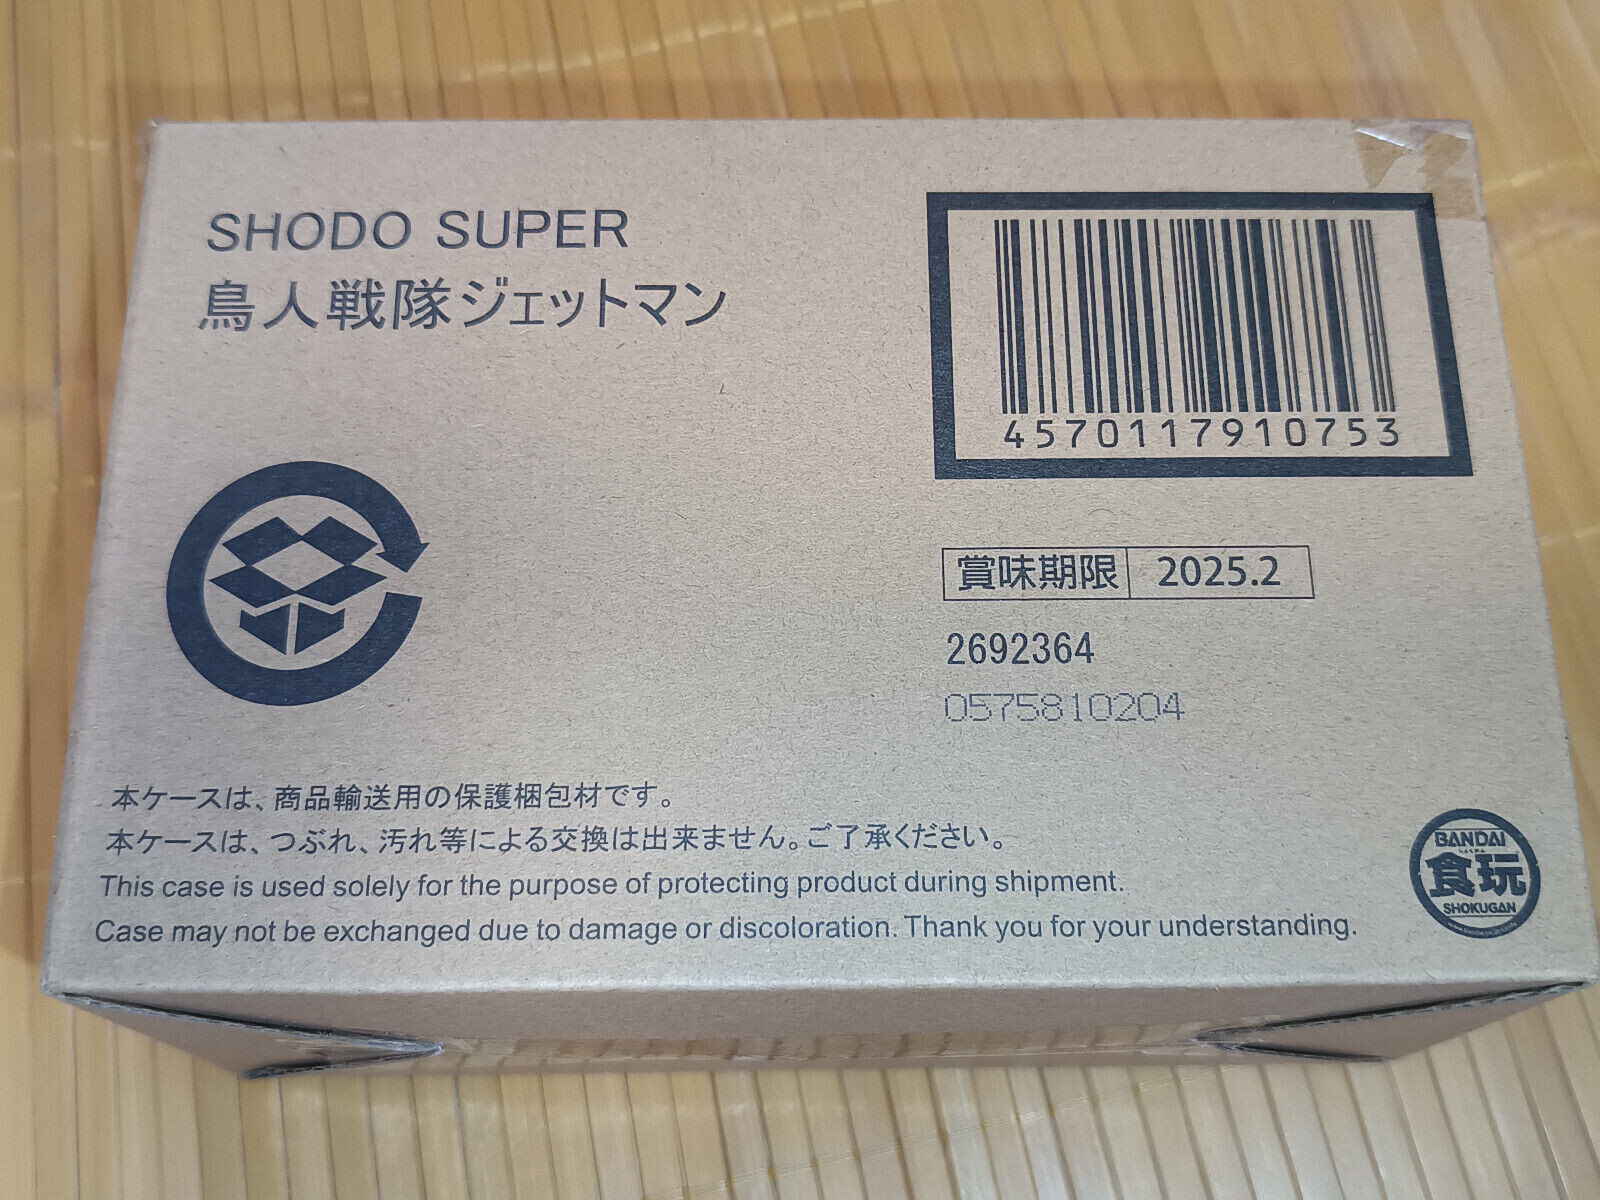 SHODO SUPER
鳥人戦隊ジェットマン
4570117910753
賞味期限 2025.2
2692364
0575810204
本ケースは、商品輸送用の保護梱包材です。
本ケースは、つぶれ、汚れ等による交換は出来ません。ご了承ください。
This case is used solely for the purpose of protecting product during shipment.
Case may not be exchanged due to damage or discoloration. Thank you for your understanding.
BANDAI
しょくがん
食玩
SHOKUGAN